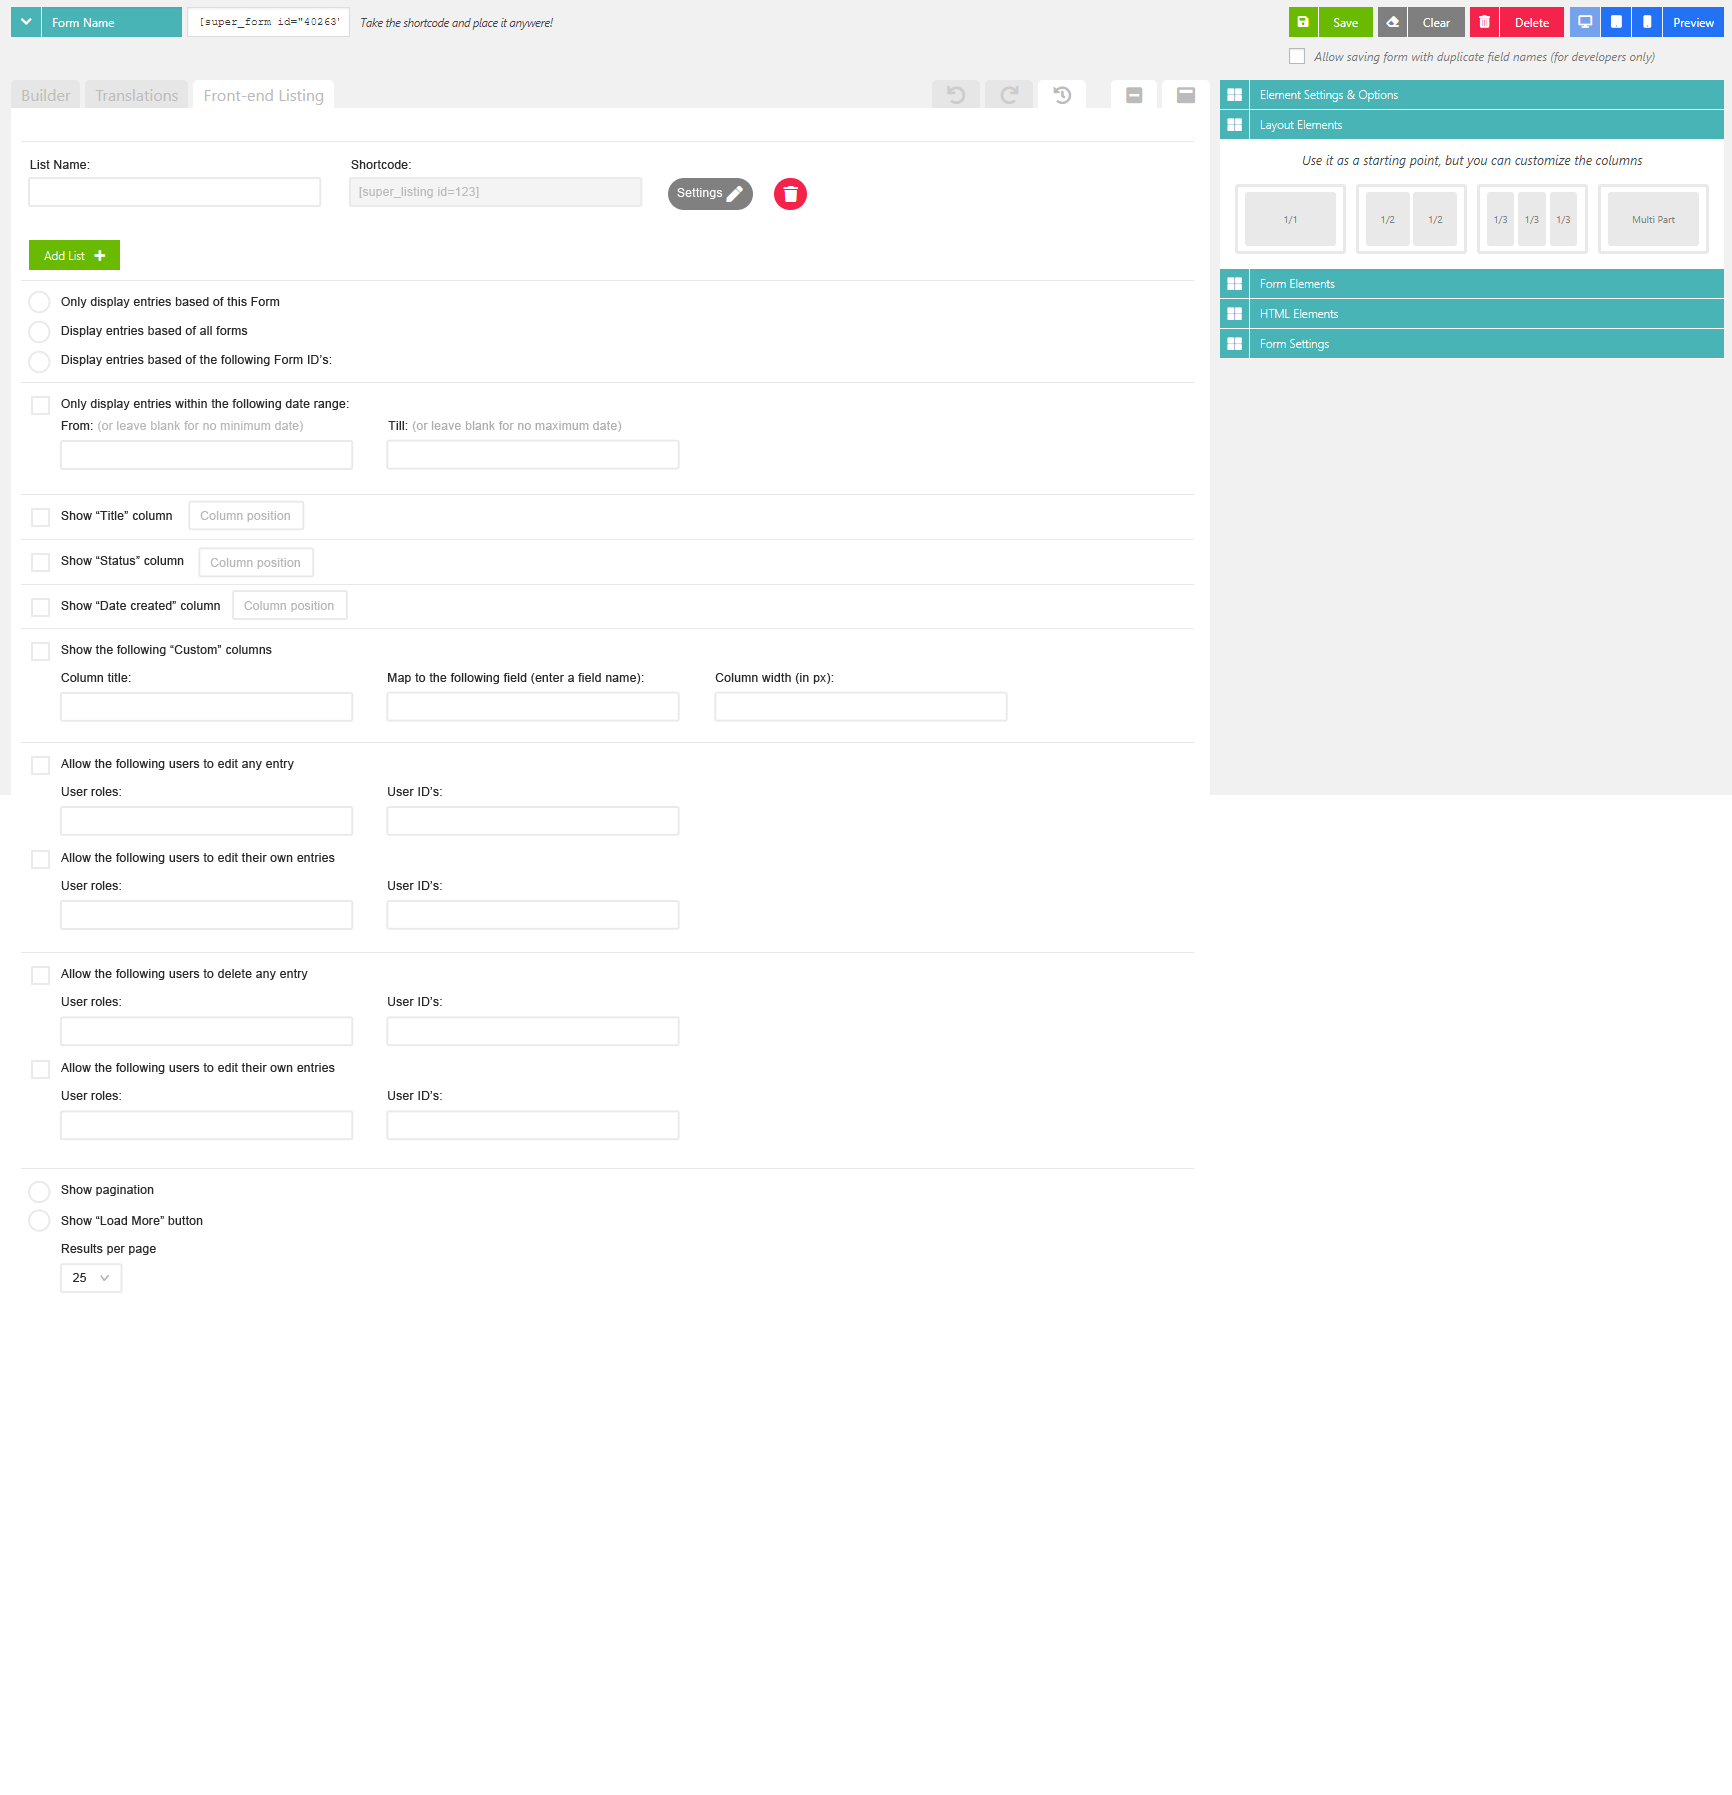 Form Name
[super_form id="40263'
Take the shortcode and place it anywere!
Save
Clear
Delete
Preview
Allow saving form with duplicate field names (for developers only)
Builder
Translations
Front-end Listing
Element Settings & Options
Layout Elements
Use it as a starting point, but you can customize the columns
1/1
1/2 1/2
1/3 1/3 1/3
Multi Part
Form Elements
HTML Elements
Form Settings
List Name:
Shortcode:
[super_listing id=123]
Settings
Add List
Only display entries based of this Form
Display entries based of all forms
Display entries based of the following Form ID's:
Only display entries within the following date range:
From: (or leave blank for no minimum date)
Till: (or leave blank for no maximum date)
Show “Title” column
Column position
Show “Status” column
Column position
Show “Date created” column
Column position
Show the following “Custom” columns
Column title:
Map to the following field (enter a field name):
Column width (in px):
Allow the following users to edit any entry
User roles:
User ID's:
Allow the following users to edit their own entries
User roles:
User ID's:
Allow the following users to delete any entry
User roles:
User ID's:
Allow the following users to edit their own entries
User roles:
User ID's:
Show pagination
Show “Load More” button
Results per page
25